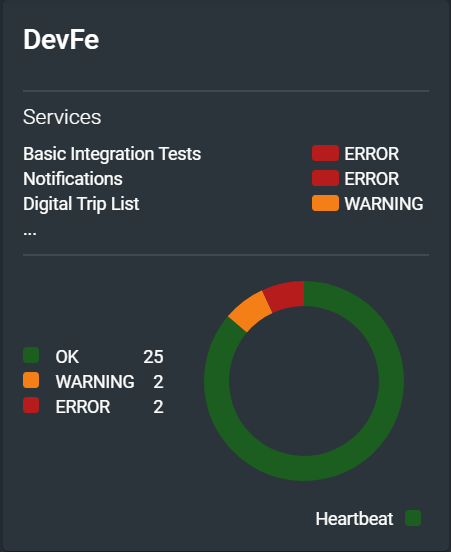 DevFe
Services
Basic Integration Tests ERROR
Notifications ERROR
Digital Trip List WARNING
...
OK 25
WARNING 2
ERROR 2
Heartbeat